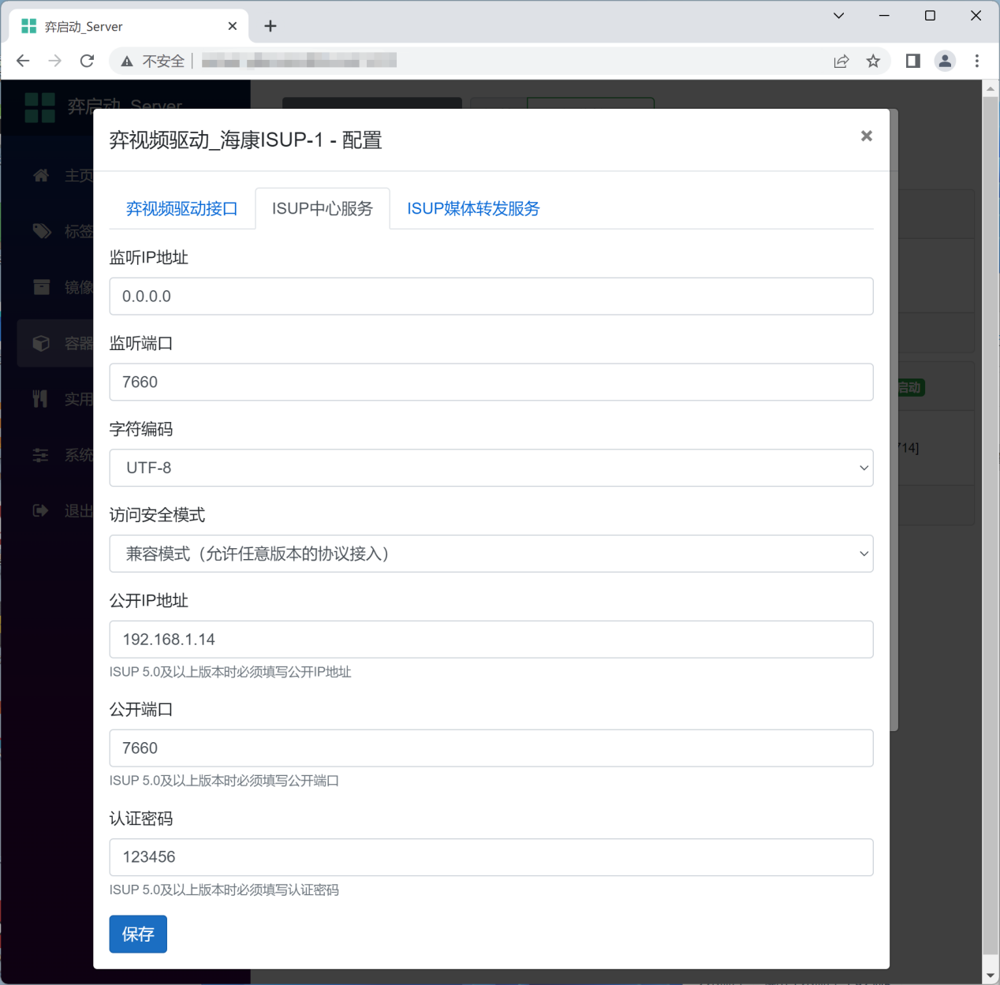 弈启动_Server
不安全
弈启动_Server
弈视频驱动_海康ISUP-1 - 配置
主页
标签
镜像
容器
实用
系统
退出
弈视频驱动接口
ISUP中心服务
ISUP媒体转发服务
监听IP地址
0.0.0.0
监听端口
7660
启动
字符编码
714]
UTF-8
访问安全模式
兼容模式（允许任意版本的协议接入）
公开IP地址
192.168.1.14
ISUP 5.0及以上版本时必须填写公开IP地址
公开端口
7660
ISUP 5.0及以上版本时必须填写公开端口
认证密码
123456
ISUP 5.0及以上版本时必须填写认证密码
保存